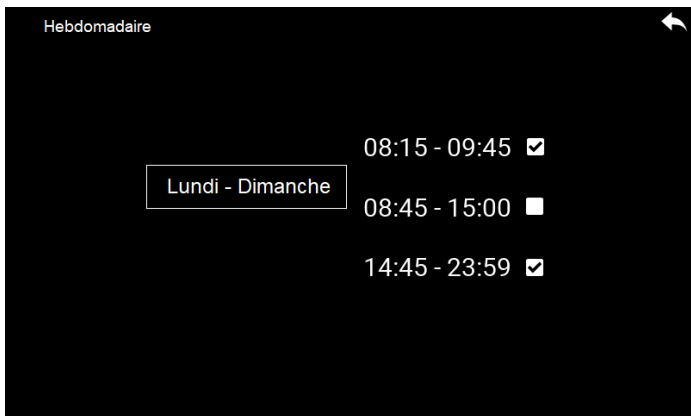 Hebdomadaire
08:15 - 09:45
Lundi - Dimanche
08:45 - 15:00
14:45 - 23:59